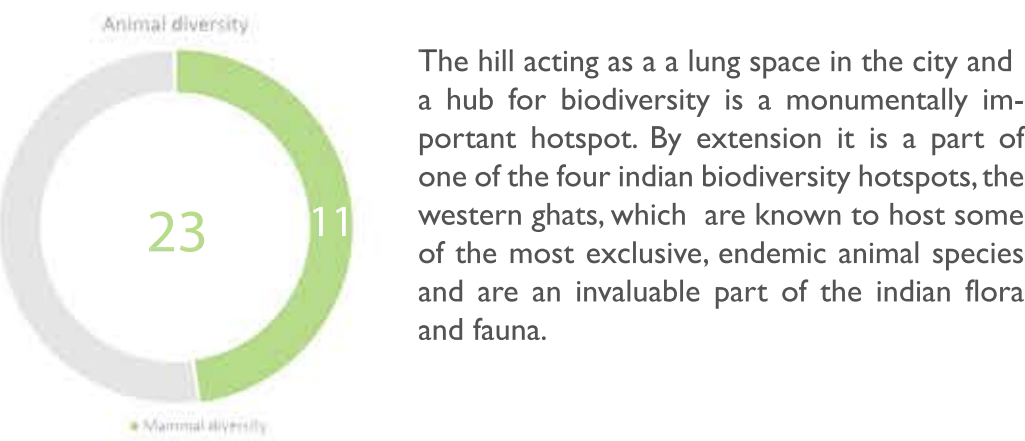 Animal diversity
23
11
Mammal diversity
The hill acting as a a lung space in the city and
a hub for biodiversity is a monumentally im-
portant hotspot. By extension it is a part of
one of the four indian biodiversity hotspots, the
western ghats, which are known to host some
of the most exclusive, endemic animal species
and are an invaluable part of the indian flora
and fauna.